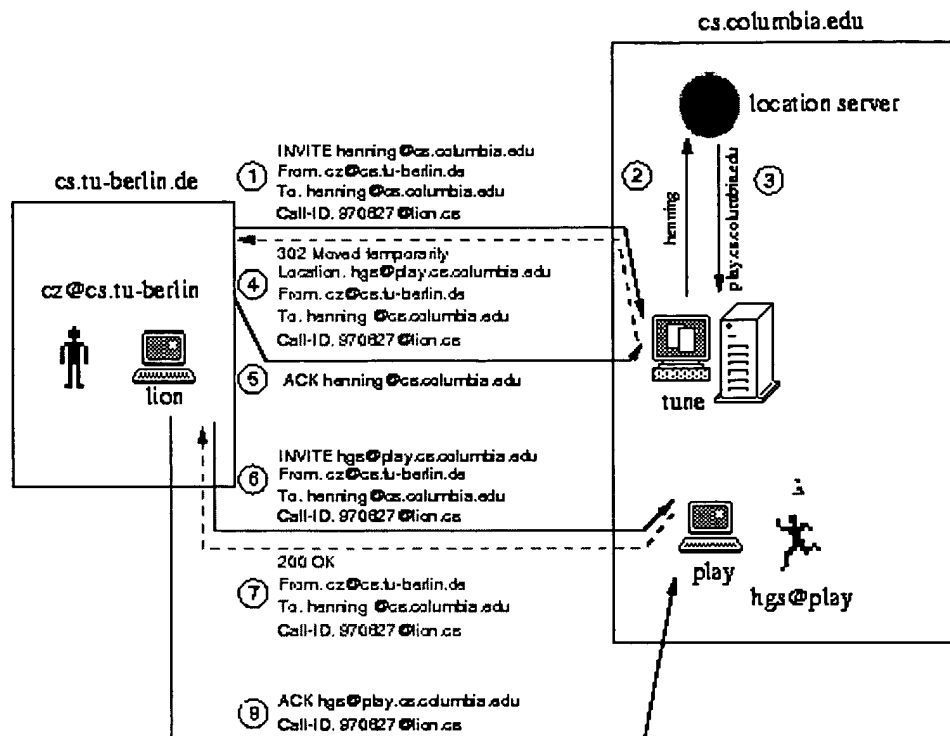 cs.columbia.edu
location server
cs.tu-berlin.de
1
INVITE henning@cs.columbia.edu
From. cz@cs.tu-berlin.de
To. henning@cs.columbia.edu
Call-ID. 970827@lion.cs
2
henning
play.cs.columbia.edu
3
cz@cs.tu-berlin
lion
4
302 Moved temporarily
Location. hgs@play.cs.columbia.edu
From. cz@cs.tu-berlin.de
To. henning @cs.columbia.edu
Call-ID. 970827@lion.cs
tune
5
ACK henning@cs.columbia.edu
6
INVITE hgs@play.cs.columbia.edu
From. cz@cs.tu-berlin.de
To. henning@cs.columbia.edu
Call-ID. 970827@lion.cs
play
hgs@play
7
200 OK
From. cz@cs.tu-berlin.de
To. henning @cs.columbia.edu
Call-ID. 970827@lion.cs
ACK hgs@play.cs.columbia.edu
Call-ID. 970827@lion.cs